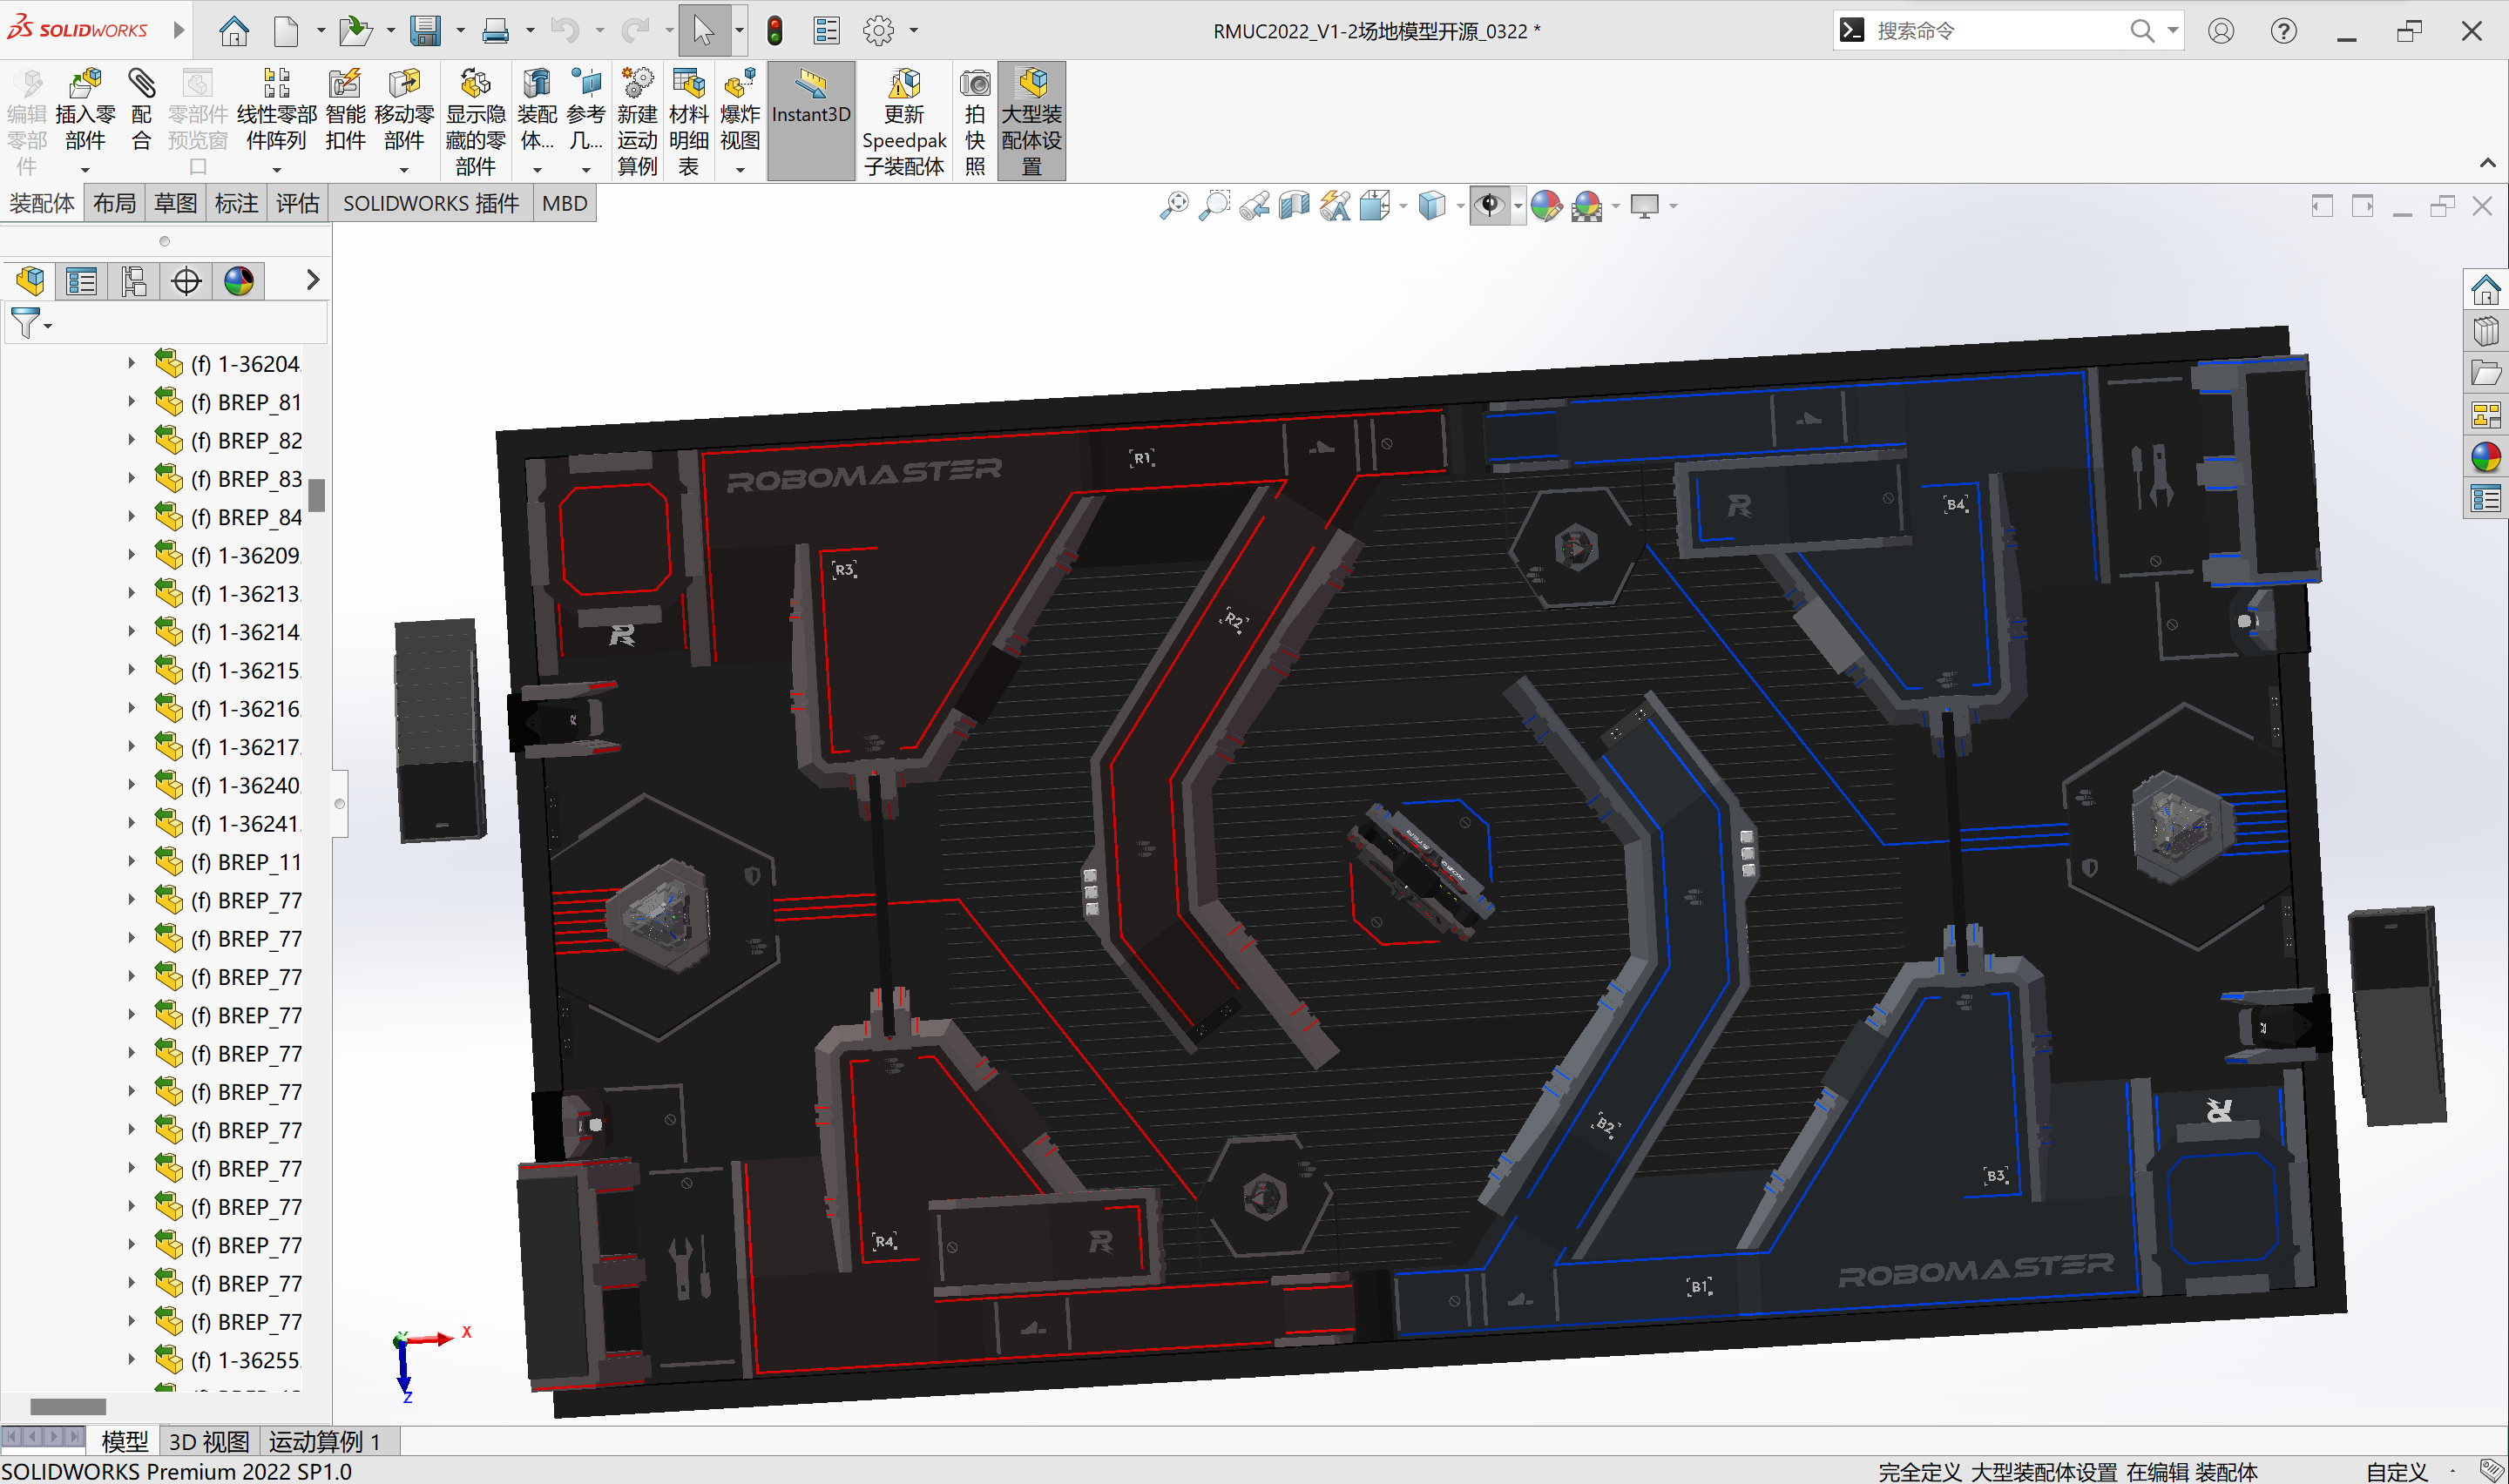 SOLIDWORKS
RMUC2022_V1-2场地模型开源_0322 *
搜索命令
编辑零部件
插入零部件
配合
零部件预览窗口
线性零部件阵列
智能扣件
移动零部件
显示隐藏的零部件
装配体...
参考几...
新建运动算例
材料明细表
爆炸视图
Instant3D
更新 Speedpak 子装配体
拍快照
大型装配体设置
装配体 布局 草图 标注 评估 SOLIDWORKS 插件 MBD
(f) 1-36204.
(f) BREP_81
(f) BREP_82
(f) BREP_83
(f) BREP_84
(f) 1-36209.
(f) 1-36213.
(f) 1-36214.
(f) 1-36215.
(f) 1-36216.
(f) 1-36217.
(f) 1-36240.
(f) 1-36241.
(f) BREP_11
(f) BREP_77
(f) BREP_77
(f) BREP_77
(f) BREP_77
(f) BREP_77
(f) BREP_77
(f) BREP_77
(f) BREP_77
(f) BREP_77
(f) BREP_77
(f) BREP_77
(f) BREP_77
(f) 1-36255.
ROBOMASTER
R1
B4
R3
R2
B2
B3
R4
B1
ROBOMASTER
X
Z
模型 3D 视图 运动算例 1
SOLIDWORKS Premium 2022 SP1.0
完全定义 大型装配体设置 在编辑 装配体 自定义